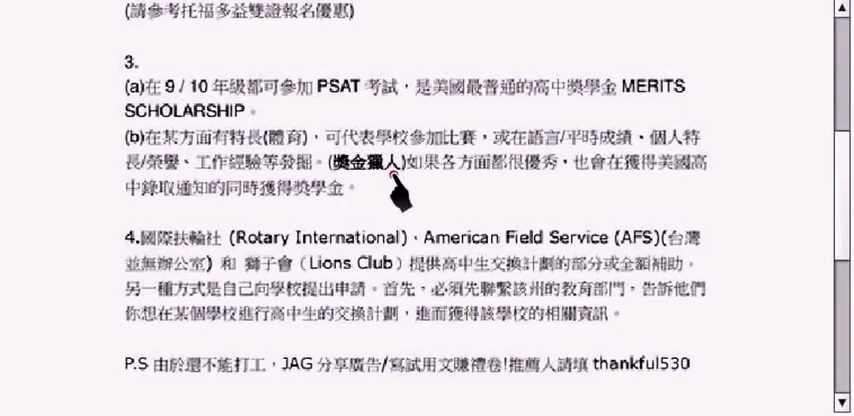 (請參考托福多益雙證報名優惠)
3.
(a)在 9 / 10 年級都可參加 PSAT 考試，是美國最普通的高中獎學金 MERITS
SCHOLARSHIP。
(b)在某方面有特長(體育)，可代表學校參加比賽，或在語言/平時成績、個人特
長/榮譽、工作經驗等發掘。(獎金獵人)如果各方面都很優秀，也會在獲得美國高
中錄取通知的同時獲得獎學金。
4.國際扶輪社 (Rotary International)、American Field Service (AFS)(台灣
並無辦公室) 和 獅子會（Lions Club）提供高中生交換計劃的部分或全額補助。
另一種方式是自己向學校提出申請。首先，必須先聯繫該州的教育部門，告訴他們
你想在某個學校進行高中生的交換計劃，進而獲得該學校的相關資訊。
P.S 由於還不能打工，JAG 分享廣告/寫試用文賺禮卷!推薦人請填 thankful530